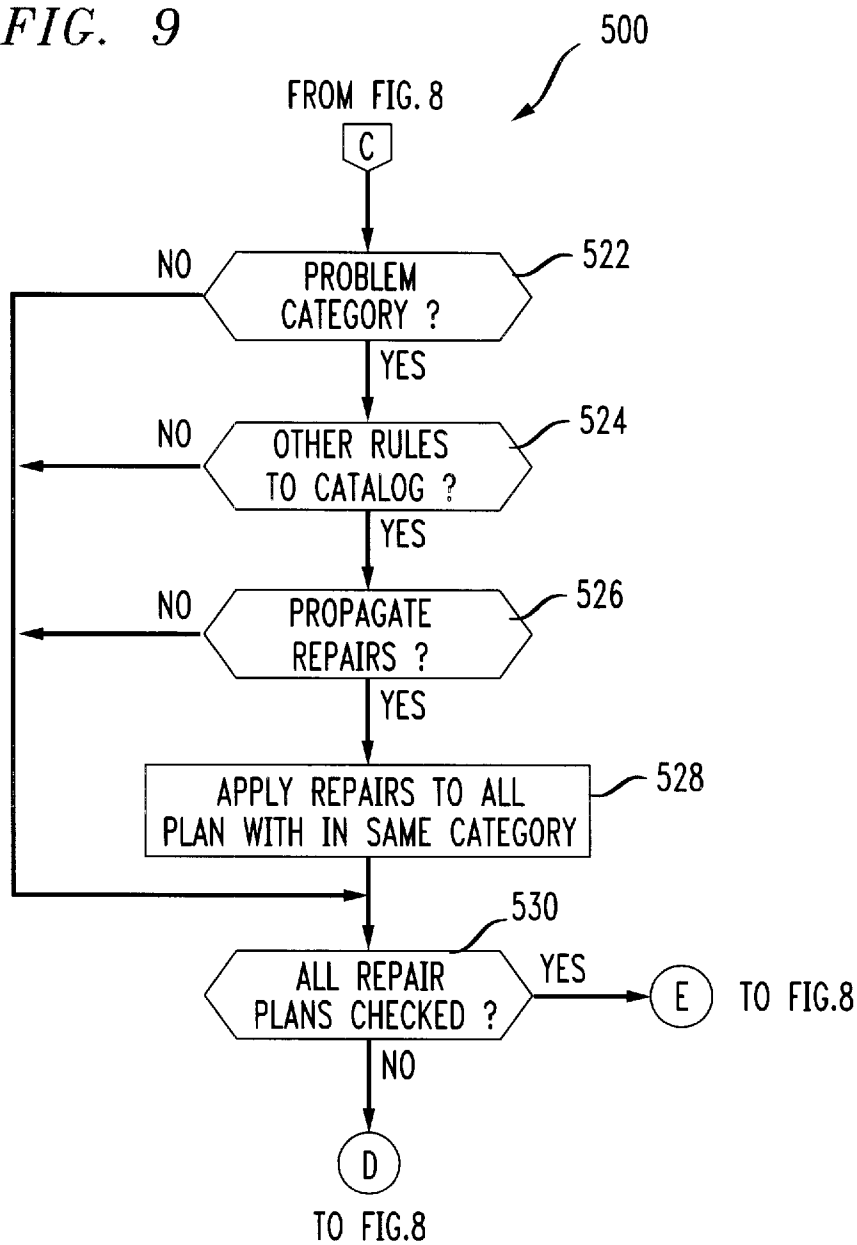 FIG. 9
500
FROM FIG. 8
C
NO
PROBLEM
CATEGORY ?
522
YES
NO
OTHER RULES
TO CATALOG ?
524
YES
NO
PROPAGATE
REPAIRS ?
526
YES
APPLY REPAIRS TO ALL
PLAN WITH IN SAME CATEGORY
528
530
ALL REPAIR
PLANS CHECKED ?
YES
E
TO FIG.8
NO
D
TO FIG.8